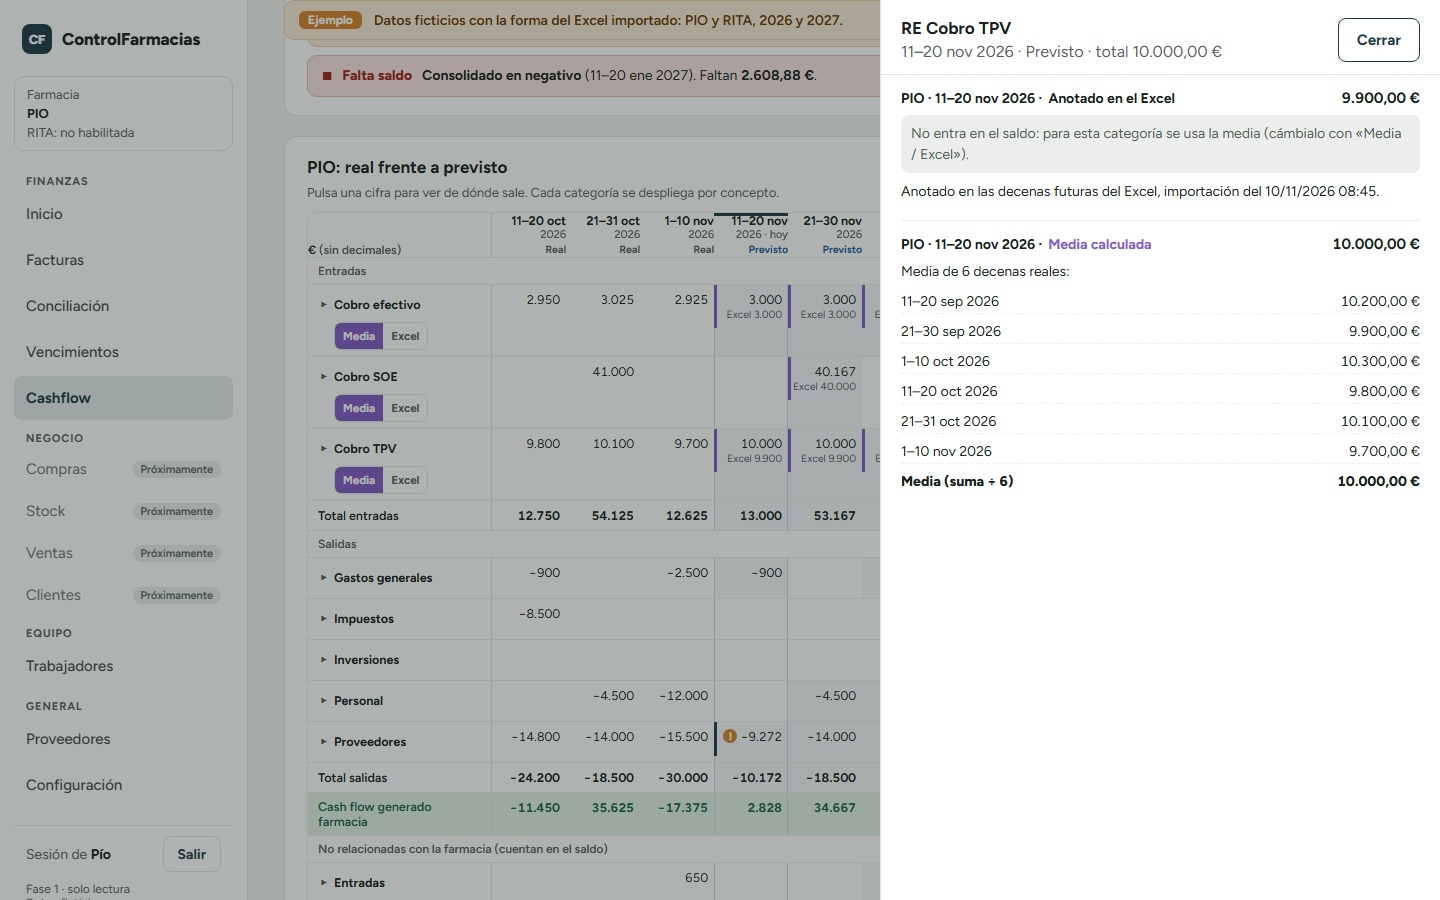 CF ControlFarmacias
Farmacia
PIO
RITA: no habilitada
FINANZAS
Inicio
Facturas
Conciliación
Vencimientos
Cashflow
NEGOCIO
Compras Próximamente
Stock Próximamente
Ventas Próximamente
Clientes Próximamente
EQUIPO
Trabajadores
GENERAL
Proveedores
Configuración
Sesión de Pío Salir
Fase 1 · solo lectura
Ejemplo Datos ficticios con la forma del Excel importado: PIO y RITA, 2026 y 2027.
Falta saldo Consolidado en negativo (11–20 ene 2027). Faltan 2.608,88 €.
PIO: real frente a previsto
Pulsa una cifra para ver de dónde sale. Cada categoría se despliega por concepto.
11–20 oct 21–31 oct 1–10 nov 11–20 nov 21–30 nov
2026 2026 2026 2026 · hoy 2026
€ (sin decimales) Real Real Real Previsto Previsto
Entradas
▸ Cobro efectivo 2.950 3.025 2.925 3.000 3.000
Excel 3.000 Excel 3.000 E
Media Excel
▸ Cobro SOE 41.000 40.167
Excel 40.000
Media Excel
▸ Cobro TPV 9.800 10.100 9.700 10.000 10.000
Excel 9.900 Excel 9.900 E
Media Excel
Total entradas 12.750 54.125 12.625 13.000 53.167
Salidas
▸ Gastos generales −900 −2.500 −900
▸ Impuestos −8.500
▸ Inversiones
▸ Personal −4.500 −12.000 −4.500
▸ Proveedores −14.800 −14.000 −15.500 ! −9.272 −14.000
Total salidas −24.200 −18.500 −30.000 −10.172 −18.500
Cash flow generado
farmacia −11.450 35.625 −17.375 2.828 34.667
No relacionadas con la farmacia (cuentan en el saldo)
▸ Entradas 650
RE Cobro TPV
11–20 nov 2026 · Previsto · total 10.000,00 €
Cerrar
PIO · 11–20 nov 2026 · Anotado en el Excel 9.900,00 €
No entra en el saldo: para esta categoría se usa la media (cámbialo con «Media
/ Excel»).
Anotado en las decenas futuras del Excel, importación del 10/11/2026 08:45.
PIO · 11–20 nov 2026 · Media calculada 10.000,00 €
Media de 6 decenas reales:
11–20 sep 2026 10.200,00 €
21–30 sep 2026 9.900,00 €
1–10 oct 2026 10.300,00 €
11–20 oct 2026 9.800,00 €
21–31 oct 2026 10.100,00 €
1–10 nov 2026 9.700,00 €
Media (suma ÷ 6) 10.000,00 €